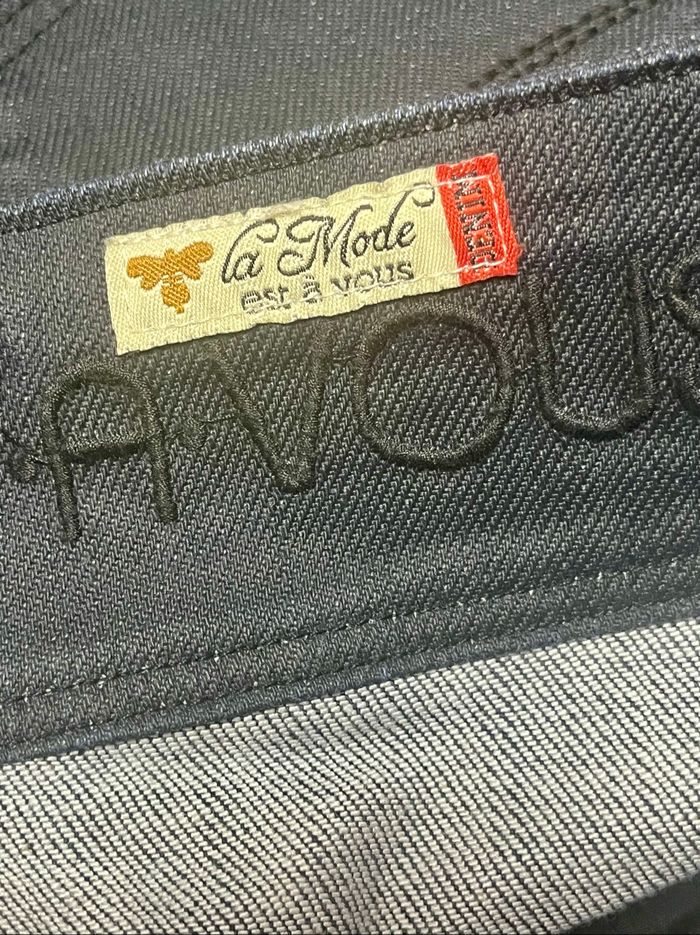 la Mode
est à vous
DENIM
AVOUS